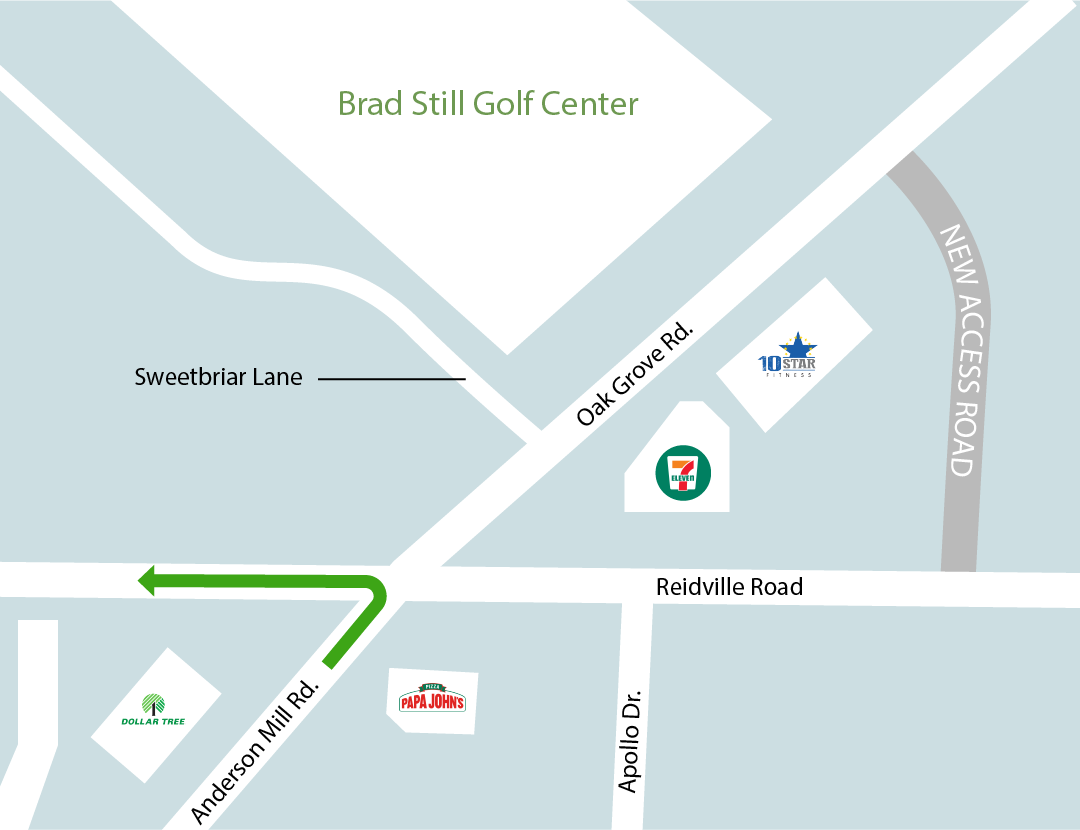 Brad Still Golf Center
NEW ACCESS ROAD
Oak Grove Rd.
10 STAR
FITNESS
Sweetbriar Lane
7
ELEVEN
Reidville Road
PIZZA
PAPA JOHN'S
DOLLAR TREE
Anderson Mill Rd.
Apollo Dr.